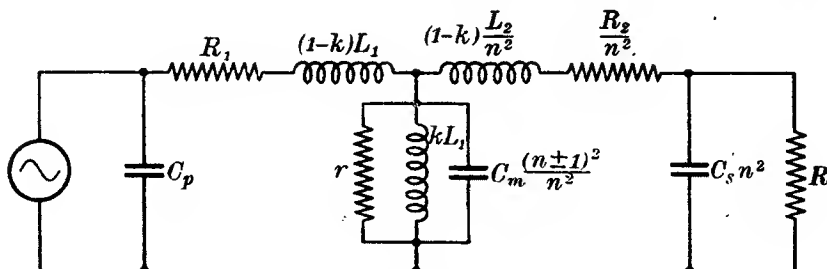 R₁
(1-k)L₁
(1-k) L₂/n²
R₂/n²
C_p
r
kL₁
C_m (n±1)²/n²
C_s n²
R